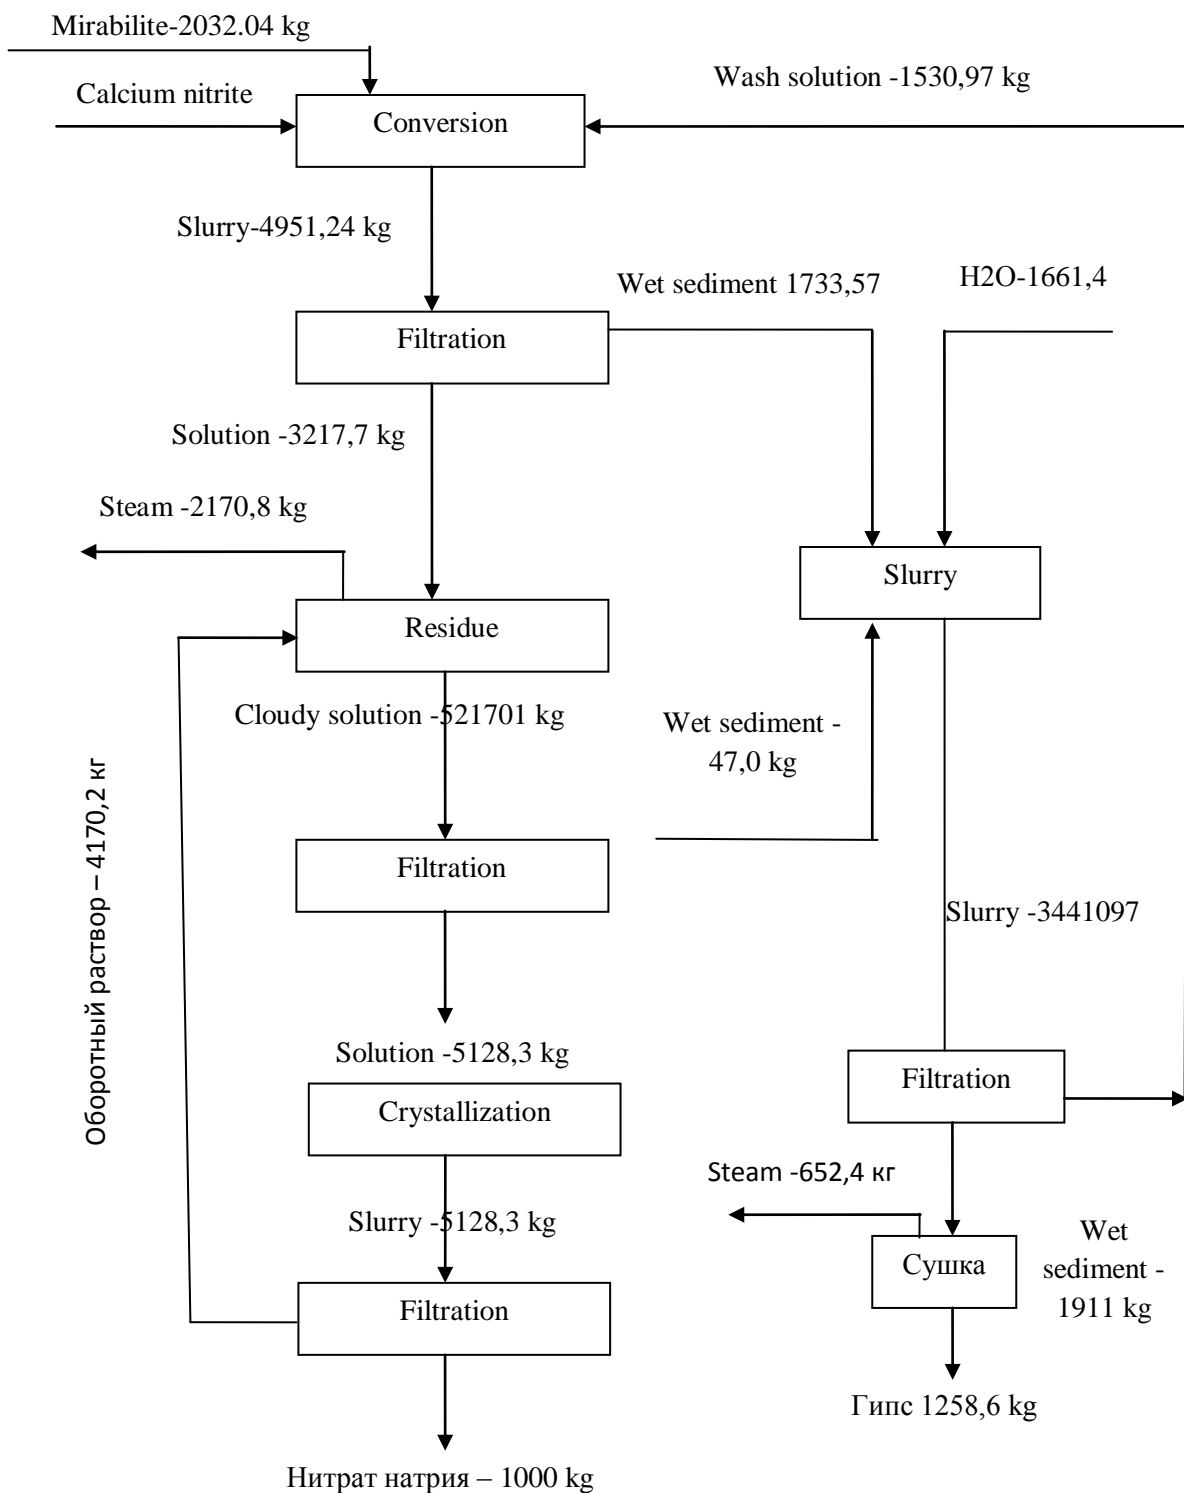 Mirabilite-2032.04 kg
Wash solution -1530,97 kg
Calcium nitrite
Conversion
Slurry-4951,24 kg
Wet sediment 1733,57
H2O-1661,4
Filtration
Solution -3217,7 kg
Steam -2170,8 kg
Slurry
Residue
Cloudy solution -521701 kg
Wet sediment -
47,0 kg
Оборотный раствор – 4170,2 кг
Filtration
Slurry -3441097
Solution -5128,3 kg
Filtration
Crystallization
Steam -652,4 кг
Slurry -5128,3 kg
Wet
sediment -
1911 kg
Сушка
Filtration
Гипс 1258,6 kg
Нитрат натрия – 1000 kg